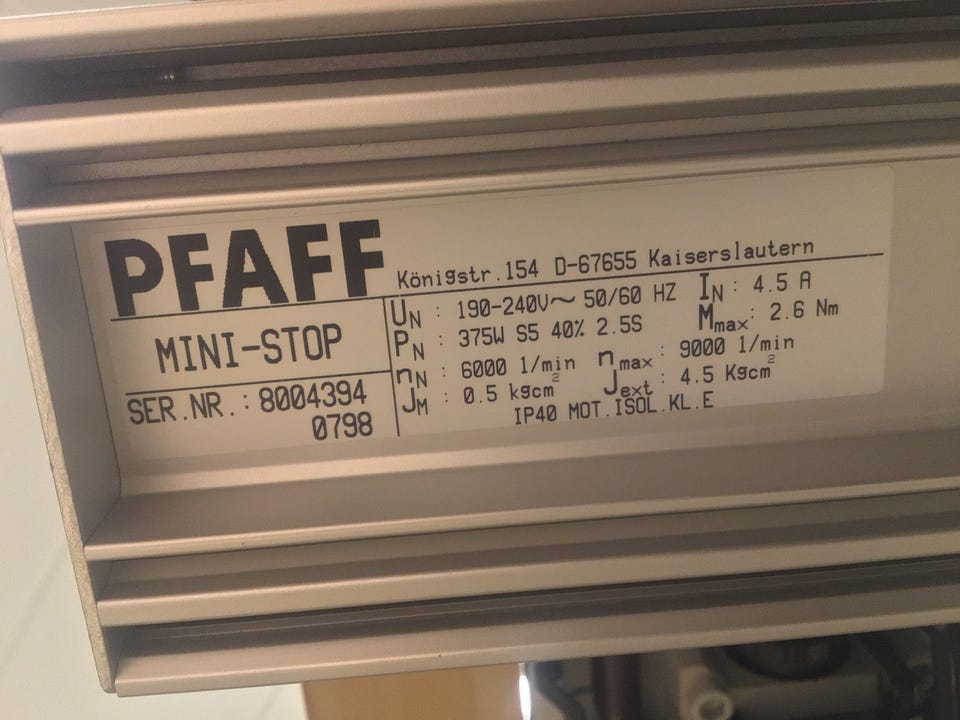 PFAFF
Königstr.154 D-67655 Kaiserslautern
MINI-STOP
SER.NR.: 8004394
0798
UN : 190-240V~ 50/60 HZ IN : 4.5 A
PN : 375W S5 40% 2.5S Mmax: 2.6 Nm
nN : 6000 1/min nmax : 9000 1/min
JM : 0.5 kgcm² Jext : 4.5 Kgcm²
IP40 MOT.ISOL.KL.E